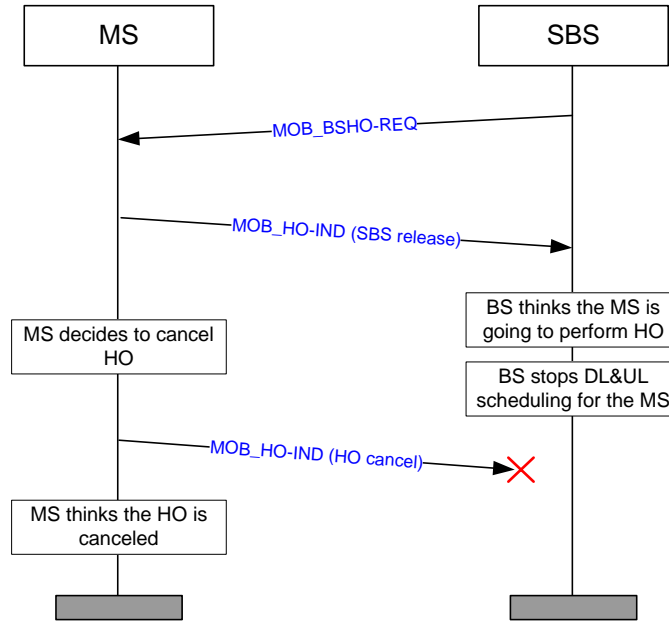 MS
SBS
MOB_BSHO-REQ
MOB_HO-IND (SBS release)
BS thinks the MS is
going to perform HO
MS decides to cancel
HO
BS stops DL&UL
scheduling for the MS
MOB_HO-IND (HO cancel)
MS thinks the HO is
canceled